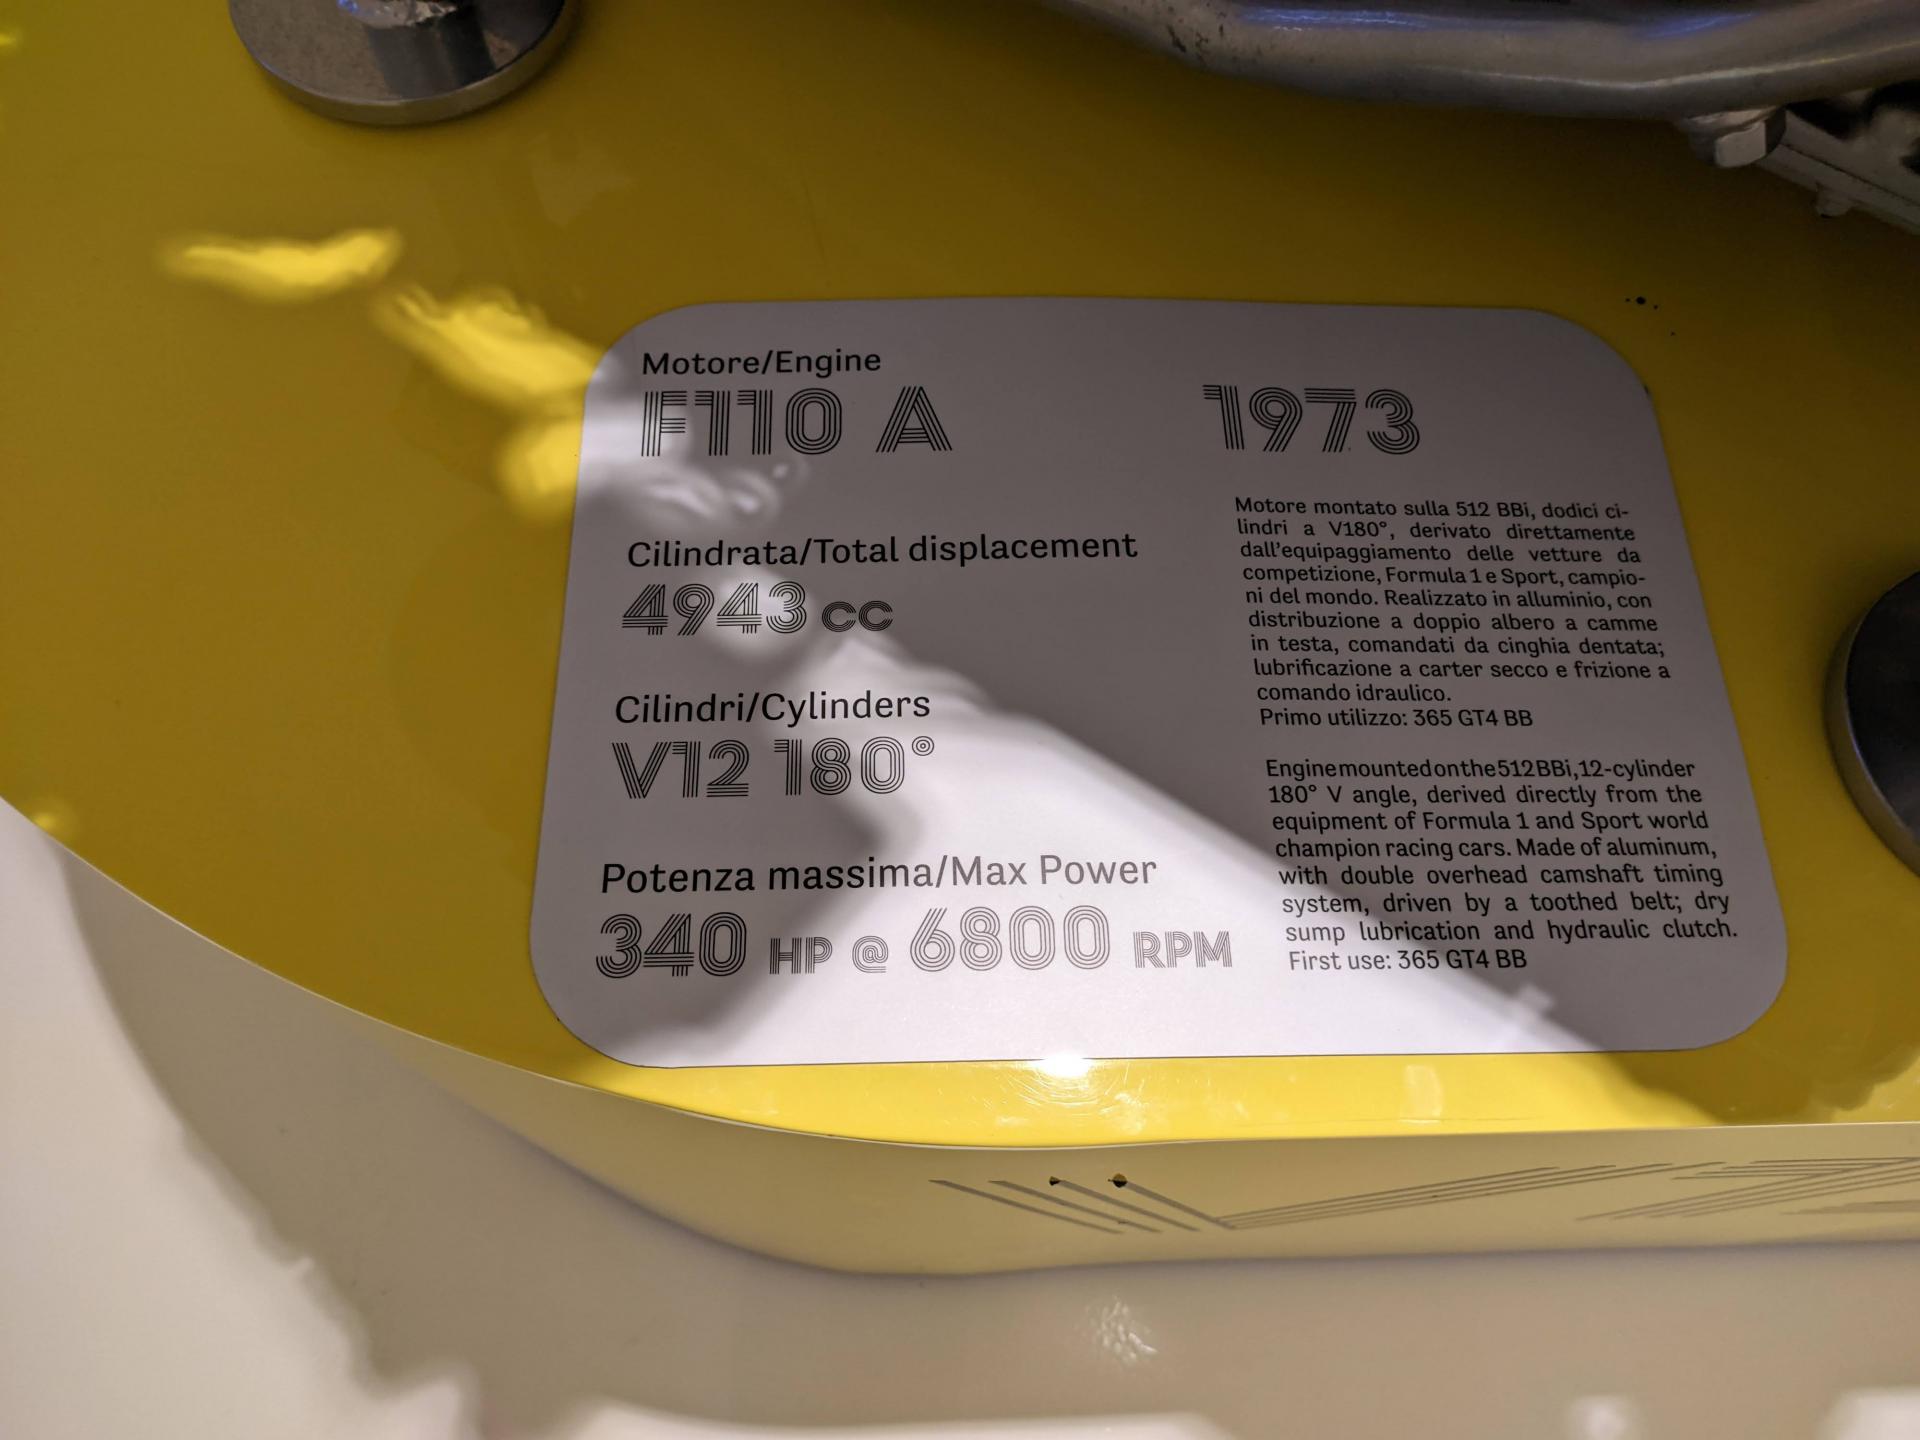 Motore/Engine
F110 A
1973
Cilindrata/Total displacement
4943 cc
Cilindri/Cylinders
V12 180°
Potenza massima/Max Power
340 HP @ 6800 RPM
Motore montato sulla 512 BBi, dodici ci-
lindri a V180°, derivato direttamente
dall'equipaggiamento delle vetture da
competizione, Formula 1 e Sport, campio-
ni del mondo. Realizzato in alluminio, con
distribuzione a doppio albero a camme
in testa, comandati da cinghia dentata;
lubrificazione a carter secco e frizione a
comando idraulico.
Primo utilizzo: 365 GT4 BB
Engine mounted on the 512 BBi, 12-cylinder
180° V angle, derived directly from the
equipment of Formula 1 and Sport world
champion racing cars. Made of aluminum,
with double overhead camshaft timing
system, driven by a toothed belt; dry
sump lubrication and hydraulic clutch.
First use: 365 GT4 BB